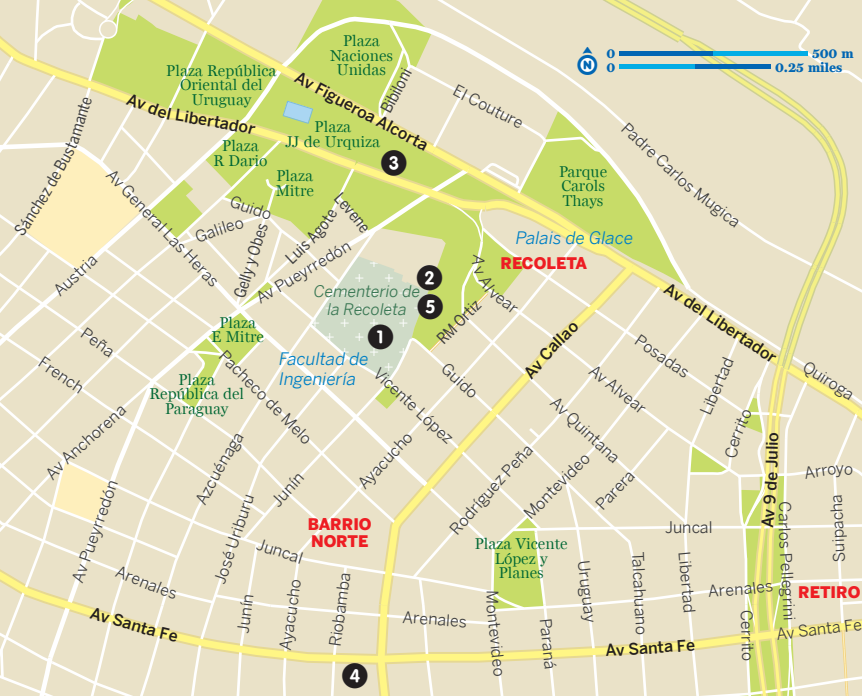 Plaza
Naciones
Unidas
0
500 m
N
0
0.25 miles
Plaza República
Oriental del
Uruguay
Av Figueroa Alcorta
Bibiloni
El Couture
Av del Libertador
Plaza
JJ de Urquiza
Padre Carlos Mugica
Sánchez de Bustamante
Plaza
R Dario
3
Plaza
Mitre
Parque
Carols
Thays
Av General Las Heras
Guido
Galileo
Levene
Luis Agote
Gelly y Obes
Av Pueyrredón
Palais de Glace
RECOLETA
Austria
2
Av Alvear
Cementerio de
la Recoleta
5
RM Ortiz
Av del Libertador
Plaza
E Mitre
1
Peña
Av Callao
Posadas
Facultad de
Ingeniería
French
Pacheco de Melo
Plaza
República del
Paraguay
Vicente López
Guido
Av Alvear
Libertad
Quiroga
Av Anchorena
Azcuénaga
Ayacucho
Av Quintana
Cerrito
Rodríguez Peña
Montevideo
Parera
Av 9 de Julio
Arroyo
Av Pueyrredón
José Uriburu
Junín
BARRIO
NORTE
Juncal
Carlos Pellegrini
Suipacha
Juncal
Plaza Vicente
López y
Planes
Arenales
Junín
Ayacucho
Riobamba
Arenales
Montevideo
Paraná
Uruguay
Talcahuano
Libertad
Arenales
Cerrito
RETIRO
Av Santa Fe
Av Santa Fe
Av Santa Fe
4